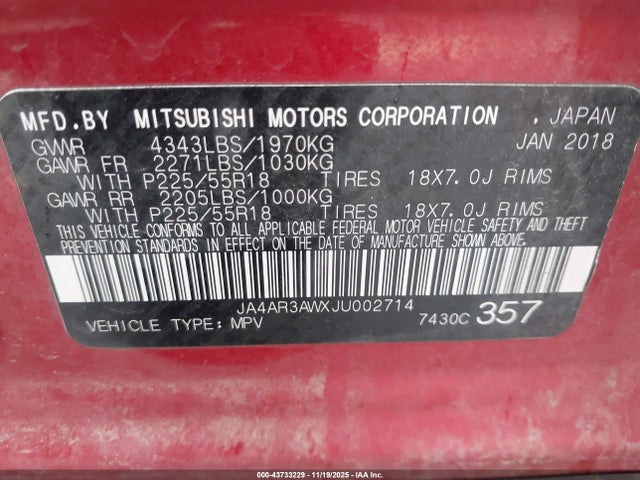 MFD.BY MITSUBISHI MOTORS CORPORATION . JAPAN
GVWR 4343LBS/1970KG JAN 2018
GAWR FR 2271LBS/1030KG
WITH P225/55R18 TIRES 18X7.0J RIMS
GAWR RR 2205LBS/1000KG
WITH P225/55R18 TIRES 18X7.0J RIMS
THIS VEHICLE CONFORMS TO ALL APPLICABLE FEDERAL MOTOR VEHICLE SAFETY AND THEFT
PREVENTION STANDARDS IN EFFECT ON THE DATE OF MANUFACTURE SHOWN ABOVE.
JA4AR3AWXJU002714
VEHICLE TYPE: MPV 7430C 357
000-43733229 - 11/19/2025 - IAA Inc.